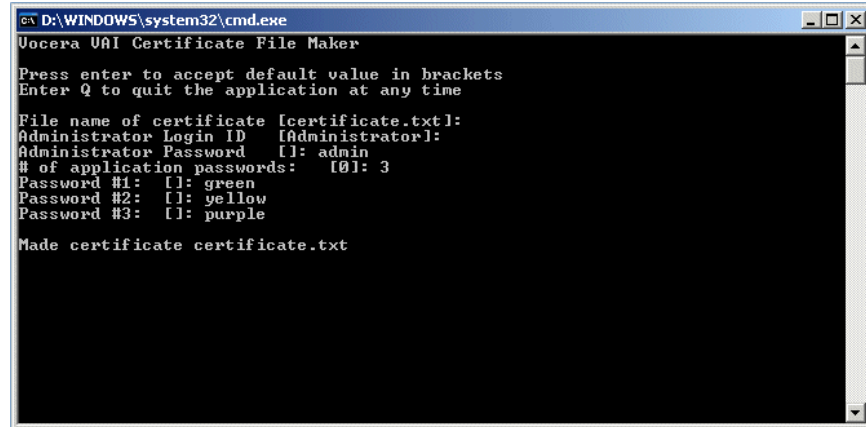 D:\WINDOWS\system32\cmd.exe
Vocera VAI Certificate File Maker
Press enter to accept default value in brackets
Enter Q to quit the application at any time
File name of certificate [certificate.txt]:
Administrator Login ID [Administrator]:
Administrator Password []: admin
# of application passwords: [0]: 3
Password #1: []: green
Password #2: []: yellow
Password #3: []: purple
Made certificate certificate.txt